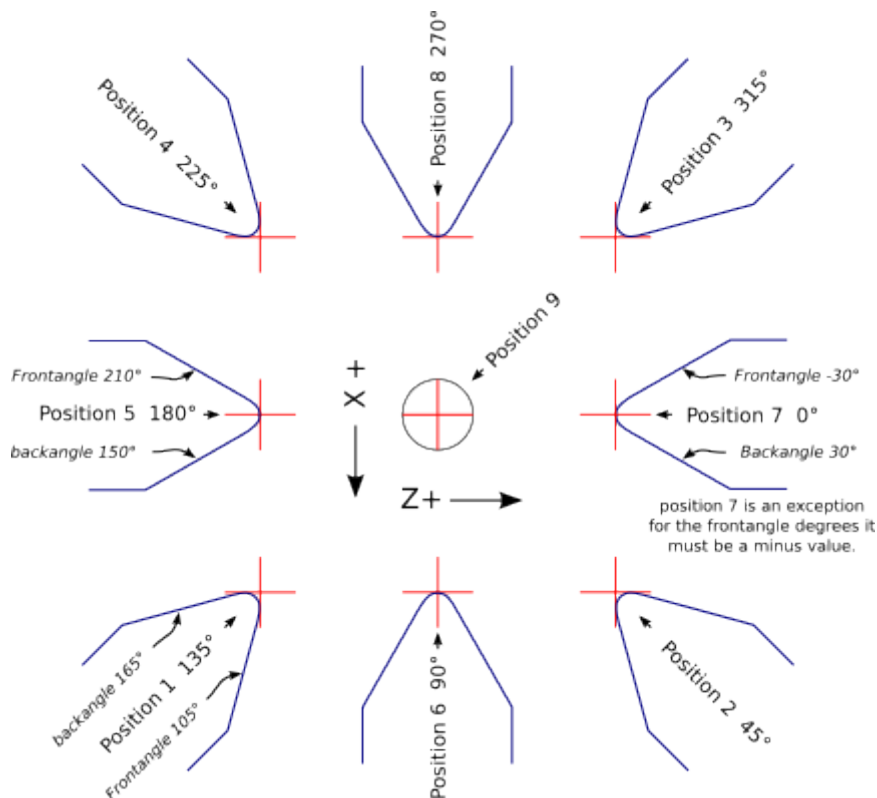 Position 4 225°
Position 8 270°
Position 3 315°
Position 9
Frontangle 210°
Position 5 180°
backangle 150°
X +
Z+
Frontangle -30°
Position 7 0°
Backangle 30°
position 7 is an exception
for the frontangle degrees it
must be a minus value.
backangle 165°
Position 1 135°
Frontangle 105°
Position 6 90°
Position 2 45°